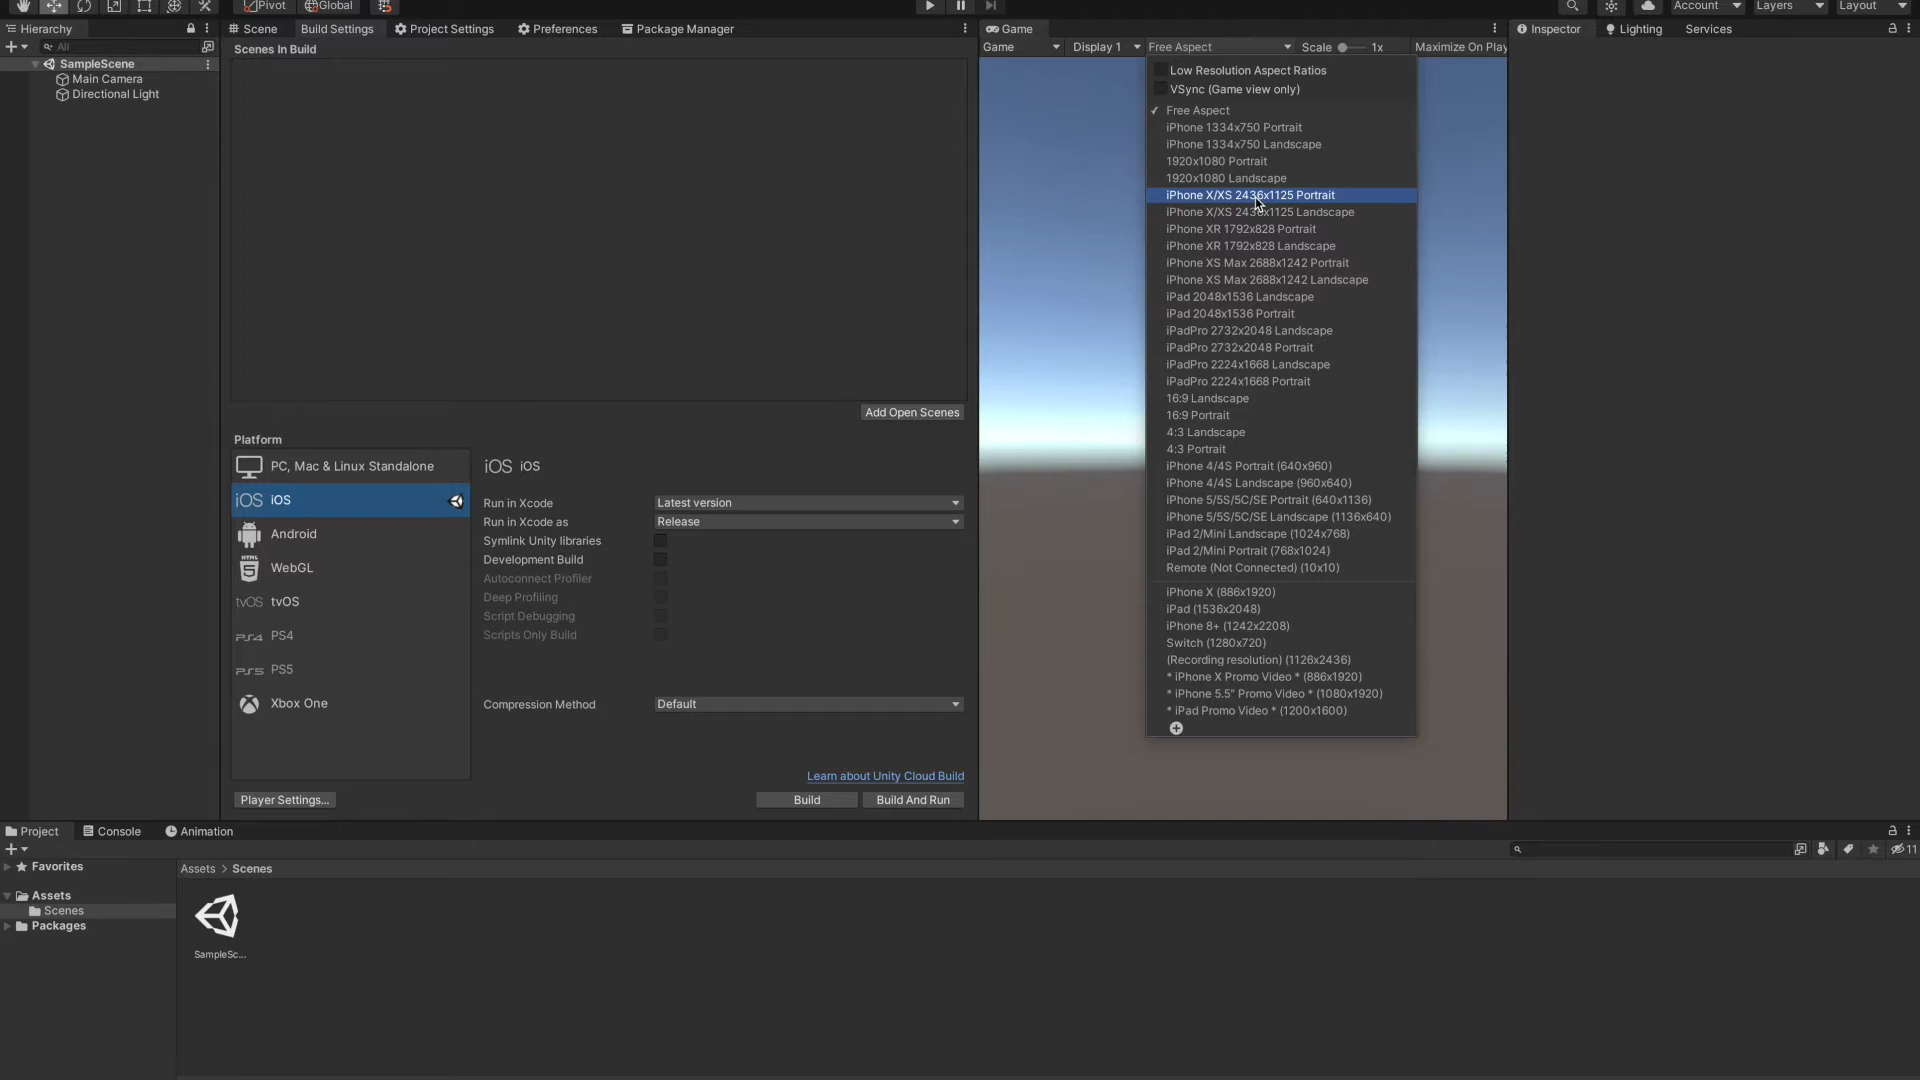 Pivot
Global
Account
Layers
Layout
Hierarchy
All
SampleScene
Main Camera
Directional Light
Scene
Build Settings
Project Settings
Preferences
Package Manager
Scenes In Build
Add Open Scenes
Platform
PC, Mac & Linux Standalone
iOS iOS
Android
HTML 5 WebGL
tvOS tvOS
PS4 PS4
PS5 PS5
Xbox One
Player Settings...
iOS iOS
Run in Xcode
Latest version
Run in Xcode as
Release
Symlink Unity libraries
Development Build
Autoconnect Profiler
Deep Profiling
Script Debugging
Scripts Only Build
Compression Method
Default
Learn about Unity Cloud Build
Build
Build And Run
Game
Game
Display 1
Free Aspect
Scale
1x
Maximize On Play
Low Resolution Aspect Ratios
VSync (Game view only)
Free Aspect
iPhone 1334x750 Portrait
iPhone 1334x750 Landscape
1920x1080 Portrait
1920x1080 Landscape
iPhone X/XS 2436x1125 Portrait
iPhone X/XS 2436x1125 Landscape
iPhone XR 1792x828 Portrait
iPhone XR 1792x828 Landscape
iPhone XS Max 2688x1242 Portrait
iPhone XS Max 2688x1242 Landscape
iPad 2048x1536 Landscape
iPad 2048x1536 Portrait
iPadPro 2732x2048 Landscape
iPadPro 2732x2048 Portrait
iPadPro 2224x1668 Landscape
iPadPro 2224x1668 Portrait
16:9 Landscape
16:9 Portrait
4:3 Landscape
4:3 Portrait
iPhone 4/4S Portrait (640x960)
iPhone 4/4S Landscape (960x640)
iPhone 5/5S/5C/SE Portrait (640x1136)
iPhone 5/5S/5C/SE Landscape (1136x640)
iPad 2/Mini Landscape (1024x768)
iPad 2/Mini Portrait (768x1024)
Remote (Not Connected) (10x10)
iPhone X (886x1920)
iPad (1536x2048)
iPhone 8+ (1242x2208)
Switch (1280x720)
(Recording resolution) (1126x2436)
* iPhone X Promo Video * (886x1920)
* iPhone 5.5" Promo Video * (1080x1920)
* iPad Promo Video * (1200x1600)
Inspector
Lighting
Services
Project
Console
Animation
11
Favorites
Assets
Scenes
Packages
Assets > Scenes
SampleSc...